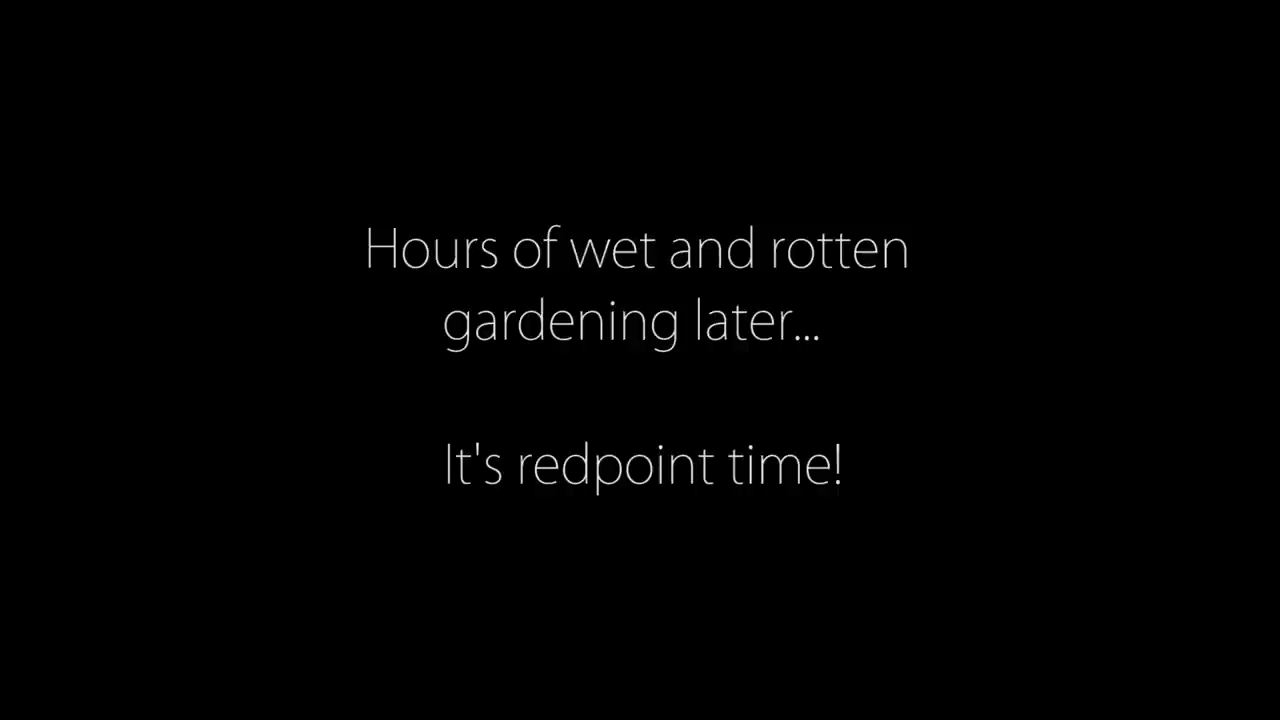 Hours of wet and rotten
gardening later...
It's redpoint time!